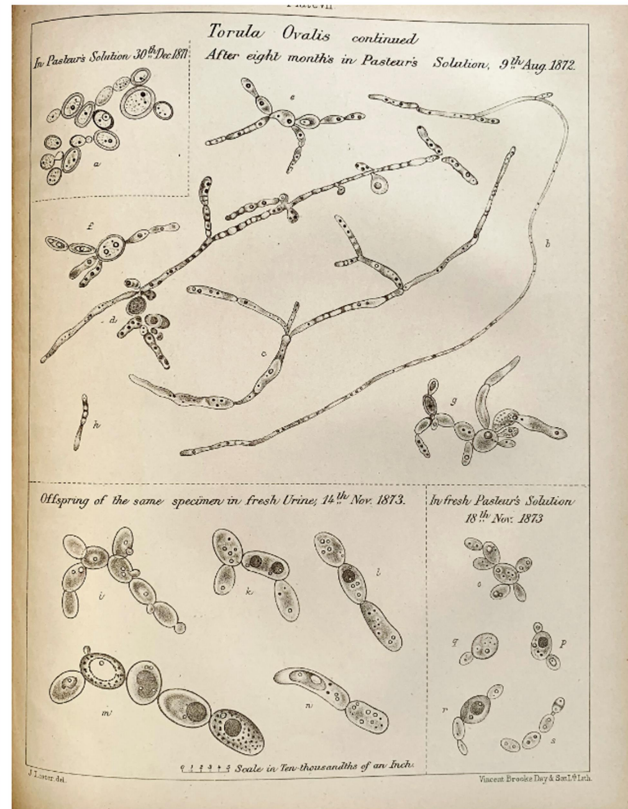 Torula Ovalis continued
In Pasteur's Solution 30th Dec. 1871
After eight months in Pasteur's Solution, 9th Aug. 1872.
a
e
f
b
d
c
g
h
Offspring of the same specimen in fresh Urine, 14th Nov. 1873.
In fresh Pasteur's Solution
18th Nov. 1873
i
k
l
o
q
p
m
n
r
s
Scale in Ten-thousandths of an Inch.
J. Lister del.
Vincent Brooks Day & Son Lt. Lith.